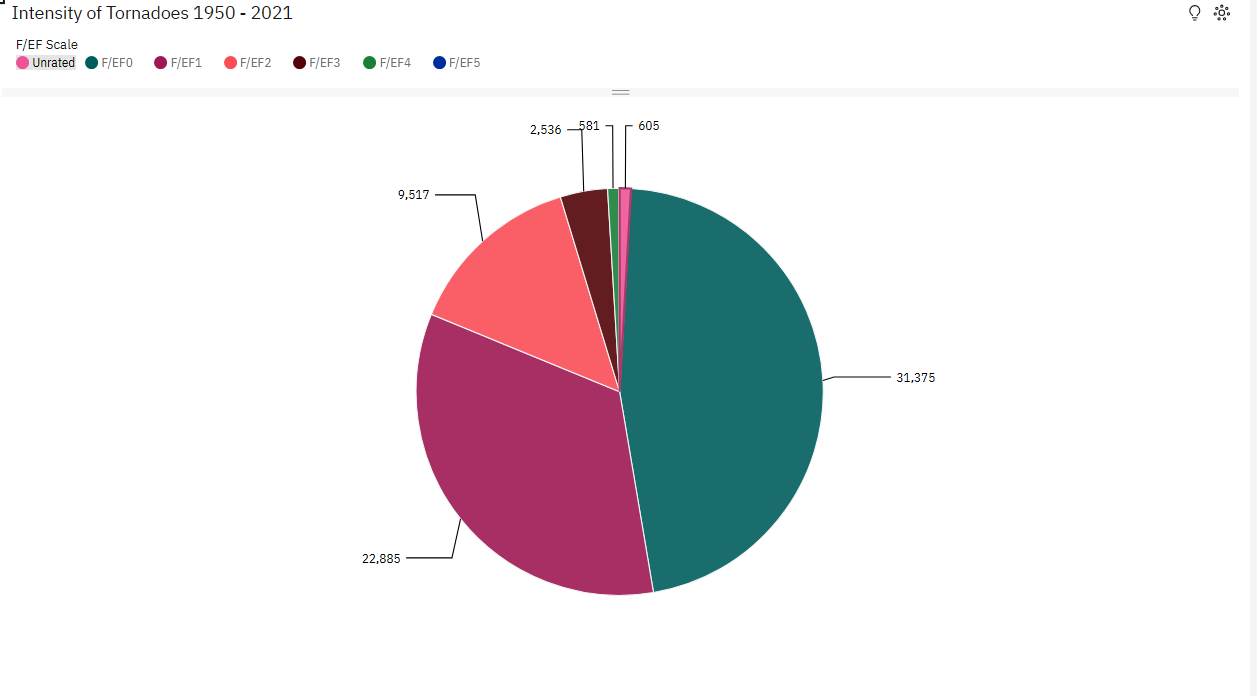 Intensity of Tornadoes 1950 - 2021
F/EF Scale
Unrated F/EF0 F/EF1 F/EF2 F/EF3 F/EF4 F/EF5
2,536 581 605
9,517
31,375
22,885